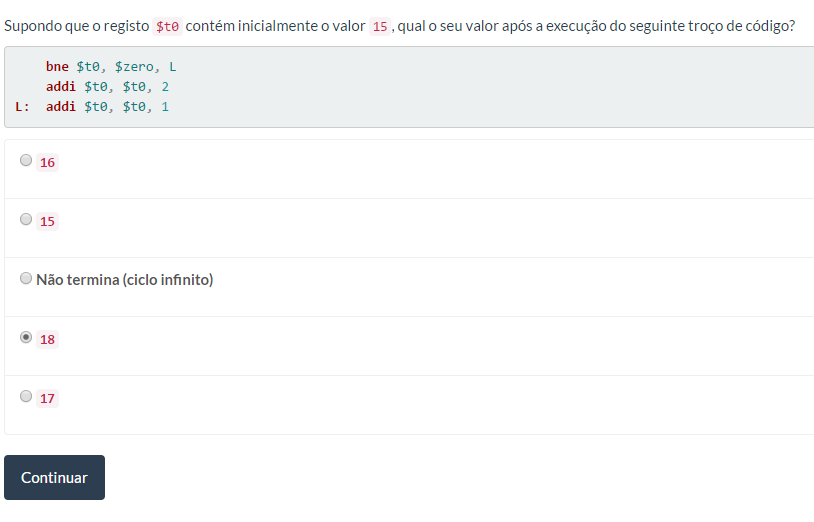 Supondo que o registo $t0 contém inicialmente o valor 15, qual o seu valor após a execução do seguinte troço de código?
bne $t0, $zero, L
addi $t0, $t0, 2
L: addi $t0, $t0, 1
16
15
Não termina (ciclo infinito)
18
17
Continuar